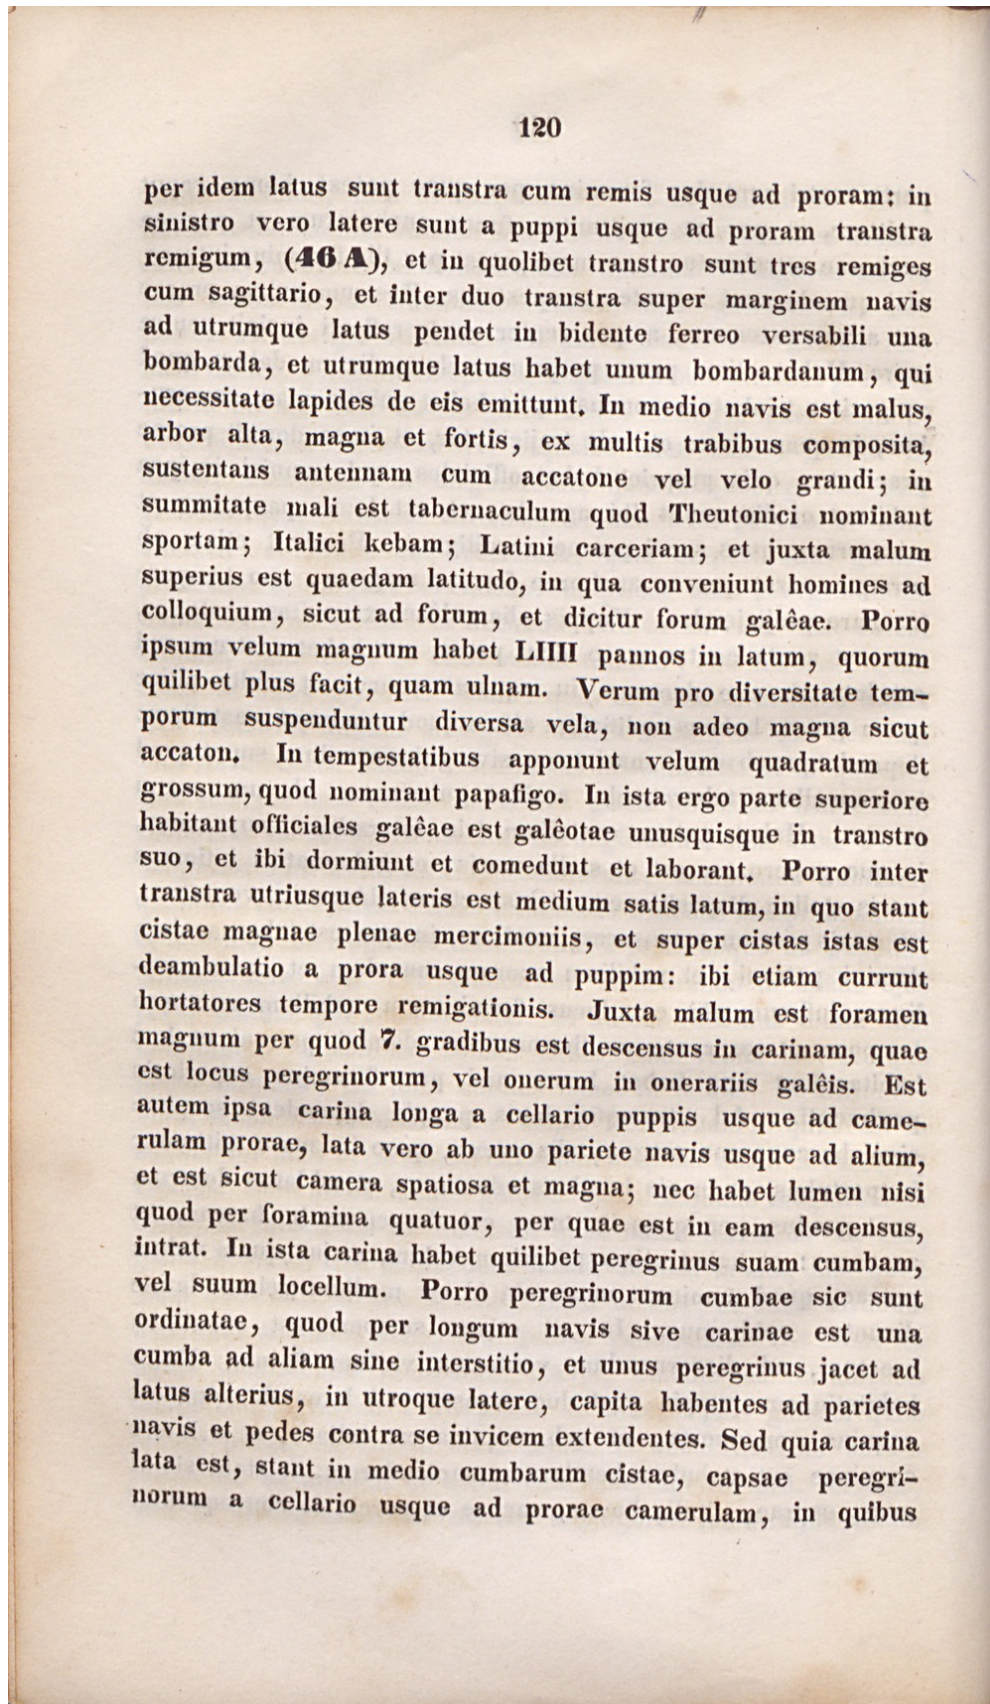 120
per idem latus sunt transtra cum remis usque ad proram: in
sinistro vero latere sunt a puppi usque ad proram transtra
remigum, (46 A), et in quolibet transtro sunt tres remiges
cum sagittario, et inter duo transtra super marginem navis
ad utrumque latus pendet in bidente ferreo versabili una
bombarda, et utrumque latus habet unum bombardanum, qui
necessitate lapides de eis emittunt. In medio navis est malus,
arbor alta, magna et fortis, ex multis trabibus composita,
sustentans antennam cum accatone vel velo grandi; in
summitate mali est tabernaculum quod Theutonici nominant
sportam; Italici kebam; Latini carceriam; et juxta malum
superius est quaedam latitudo, in qua conveniunt homines ad
colloquium, sicut ad forum, et dicitur forum galêae. Porro
ipsum velum magnum habet LIIII pannos in latum, quorum
quilibet plus facit, quam ulnam. Verum pro diversitate tem-
porum suspenduntur diversa vela, non adeo magna sicut
accaton. In tempestatibus apponunt velum quadratum et
grossum, quod nominant papafigo. In ista ergo parte superiore
habitant officiales galêae est galêotae unusquisque in transtro
suo, et ibi dormiunt et comedunt et laborant. Porro inter
transtra utriusque lateris est medium satis latum, in quo stant
cistae magnae plenae mercimoniis, et super cistas istas est
deambulatio a prora usque ad puppim: ibi etiam currunt
hortatores tempore remigationis. Juxta malum est foramen
magnum per quod 7. gradibus est descensus in carinam, quae
est locus peregrinorum, vel onerum in onerariis galêis. Est
autem ipsa carina longa a cellario puppis usque ad came-
rulam prorae, lata vero ab uno pariete navis usque ad alium,
et est sicut camera spatiosa et magna; nec habet lumen nisi
quod per foramina quatuor, per quae est in eam descensus,
intrat. In ista carina habet quilibet peregrinus suam cumbam,
vel suum locellum. Porro peregrinorum cumbae sic sunt
ordinatae, quod per longum navis sive carinae est una
cumba ad aliam sine interstitio, et unus peregrinus jacet ad
latus alterius, in utroque latere, capita habentes ad parietes
navis et pedes contra se invicem extendentes. Sed quia carina
lata est, stant in medio cumbarum cistae, capsae peregri-
norum a cellario usque ad prorae camerulam, in quibus